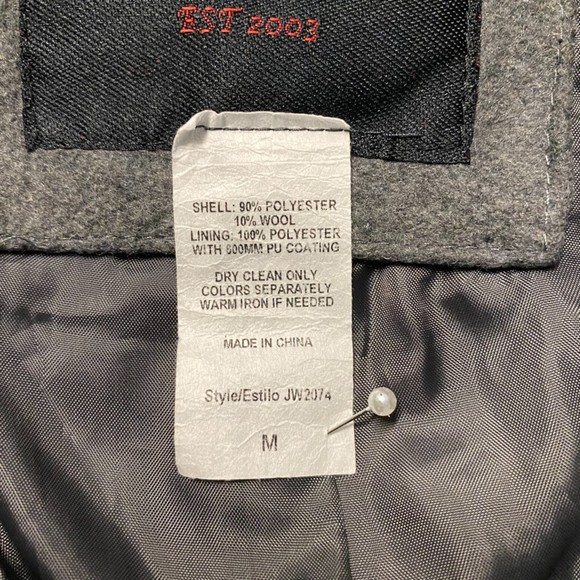 EST 2003
SHELL: 90% POLYESTER
10% WOOL
LINING: 100% POLYESTER
WITH 600MM PU COATING
DRY CLEAN ONLY
COLORS SEPARATELY
WARM IRON IF NEEDED
MADE IN CHINA
Style/Estilo JW2074
M